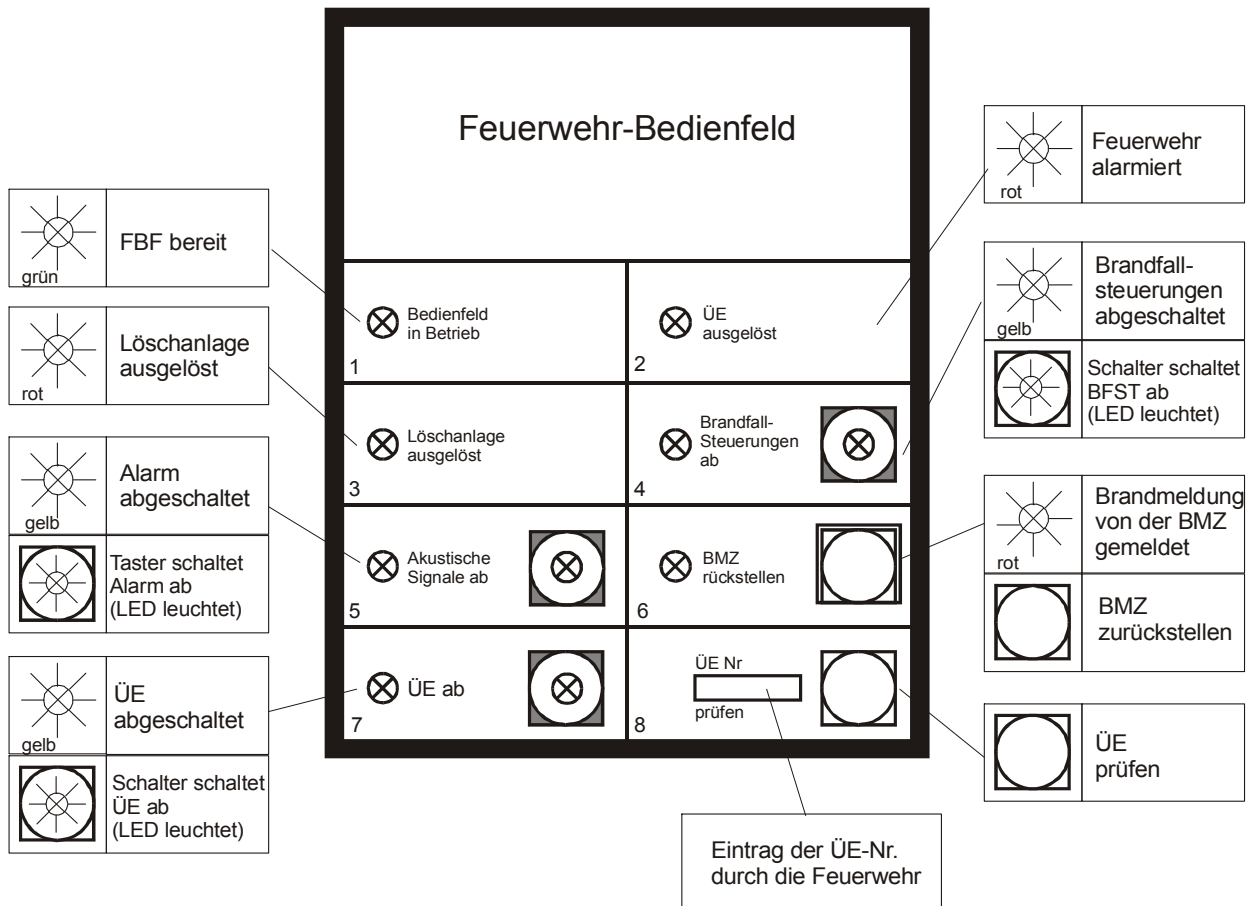 Feuerwehr-Bedienfeld
Bedienfeld
in Betrieb
1
ÜE
ausgelöst
2
Löschanlage
ausgelöst
3
Brandfall-
Steuerungen
ab
4
Akustische
Signale ab
5
BMZ
rückstellen
6
ÜE ab
7
ÜE Nr
prüfen
8
grün
FBF bereit
rot
Löschanlage
ausgelöst
gelb
Alarm
abgeschaltet
Taster schaltet
Alarm ab
(LED leuchtet)
gelb
ÜE
abgeschaltet
Schalter schaltet
ÜE ab
(LED leuchtet)
rot
Feuerwehr
alarmiert
gelb
Brandfall-
steuerungen
abgeschaltet
Schalter schaltet
BFST ab
(LED leuchtet)
rot
Brandmeldung
von der BMZ
gemeldet
BMZ
zurückstellen
ÜE
prüfen
Eintrag der ÜE-Nr.
durch die Feuerwehr